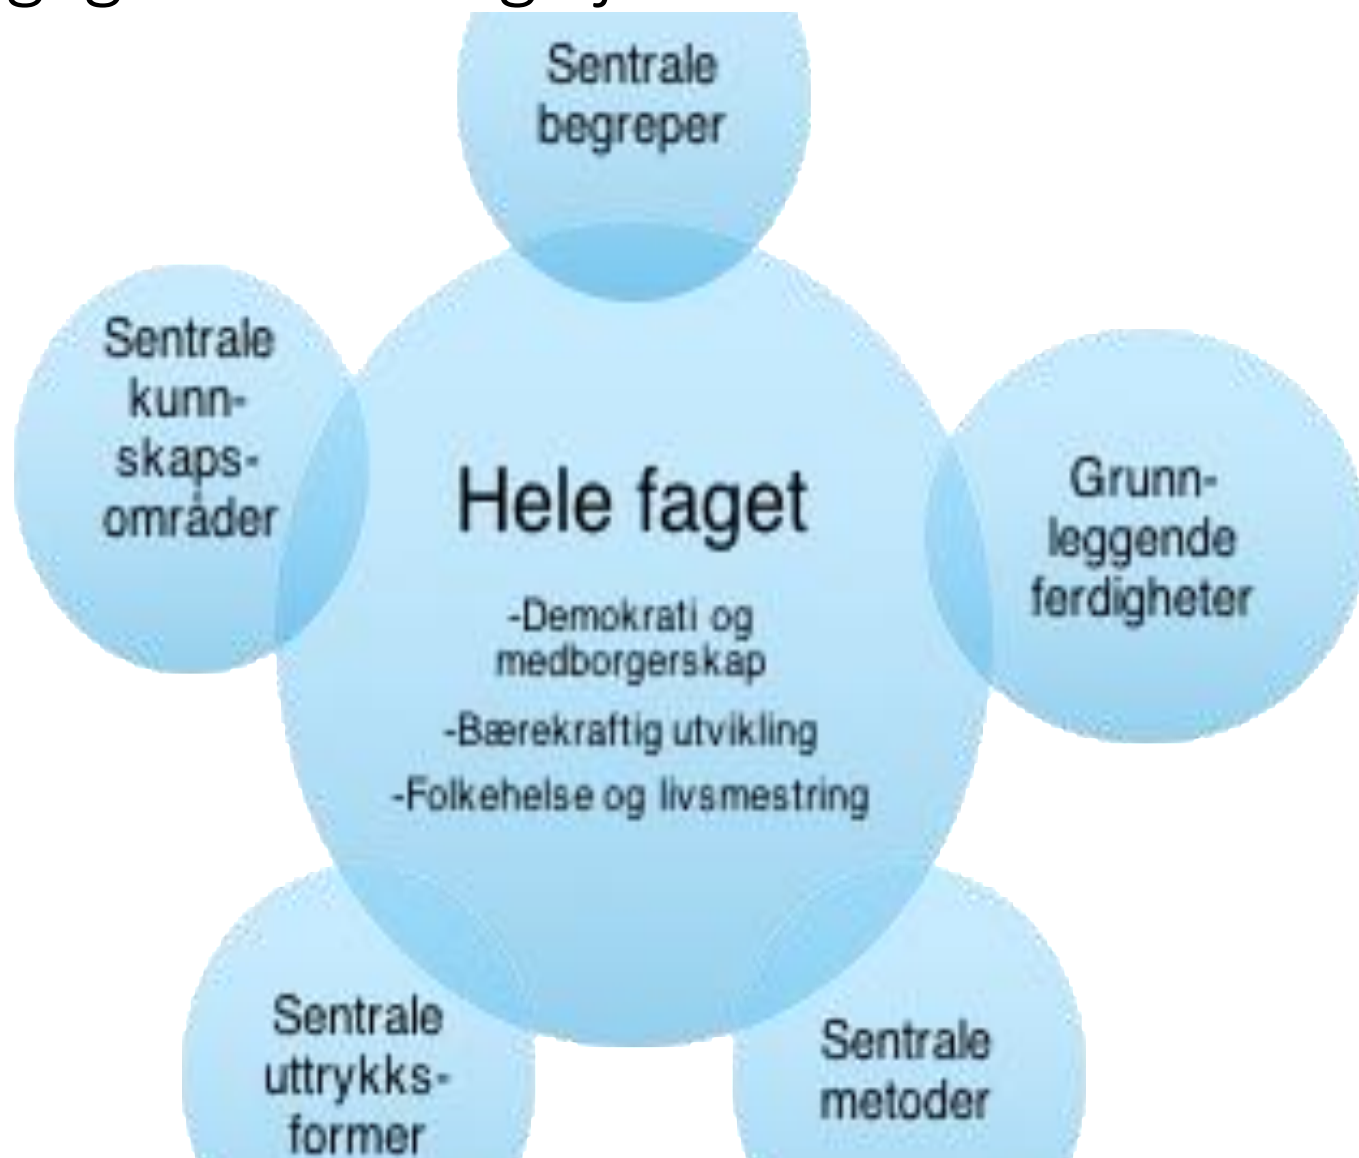 Sentrale
begreper
Sentrale
kunn-
skaps-
områder
Grunn-
leggende
ferdigheter
Hele faget
-Demokrati og
medborgerskap
-Bærekraftig utvikling
-Folkehelse og livsmestring
Sentrale
uttrykks-
former
Sentrale
metoder